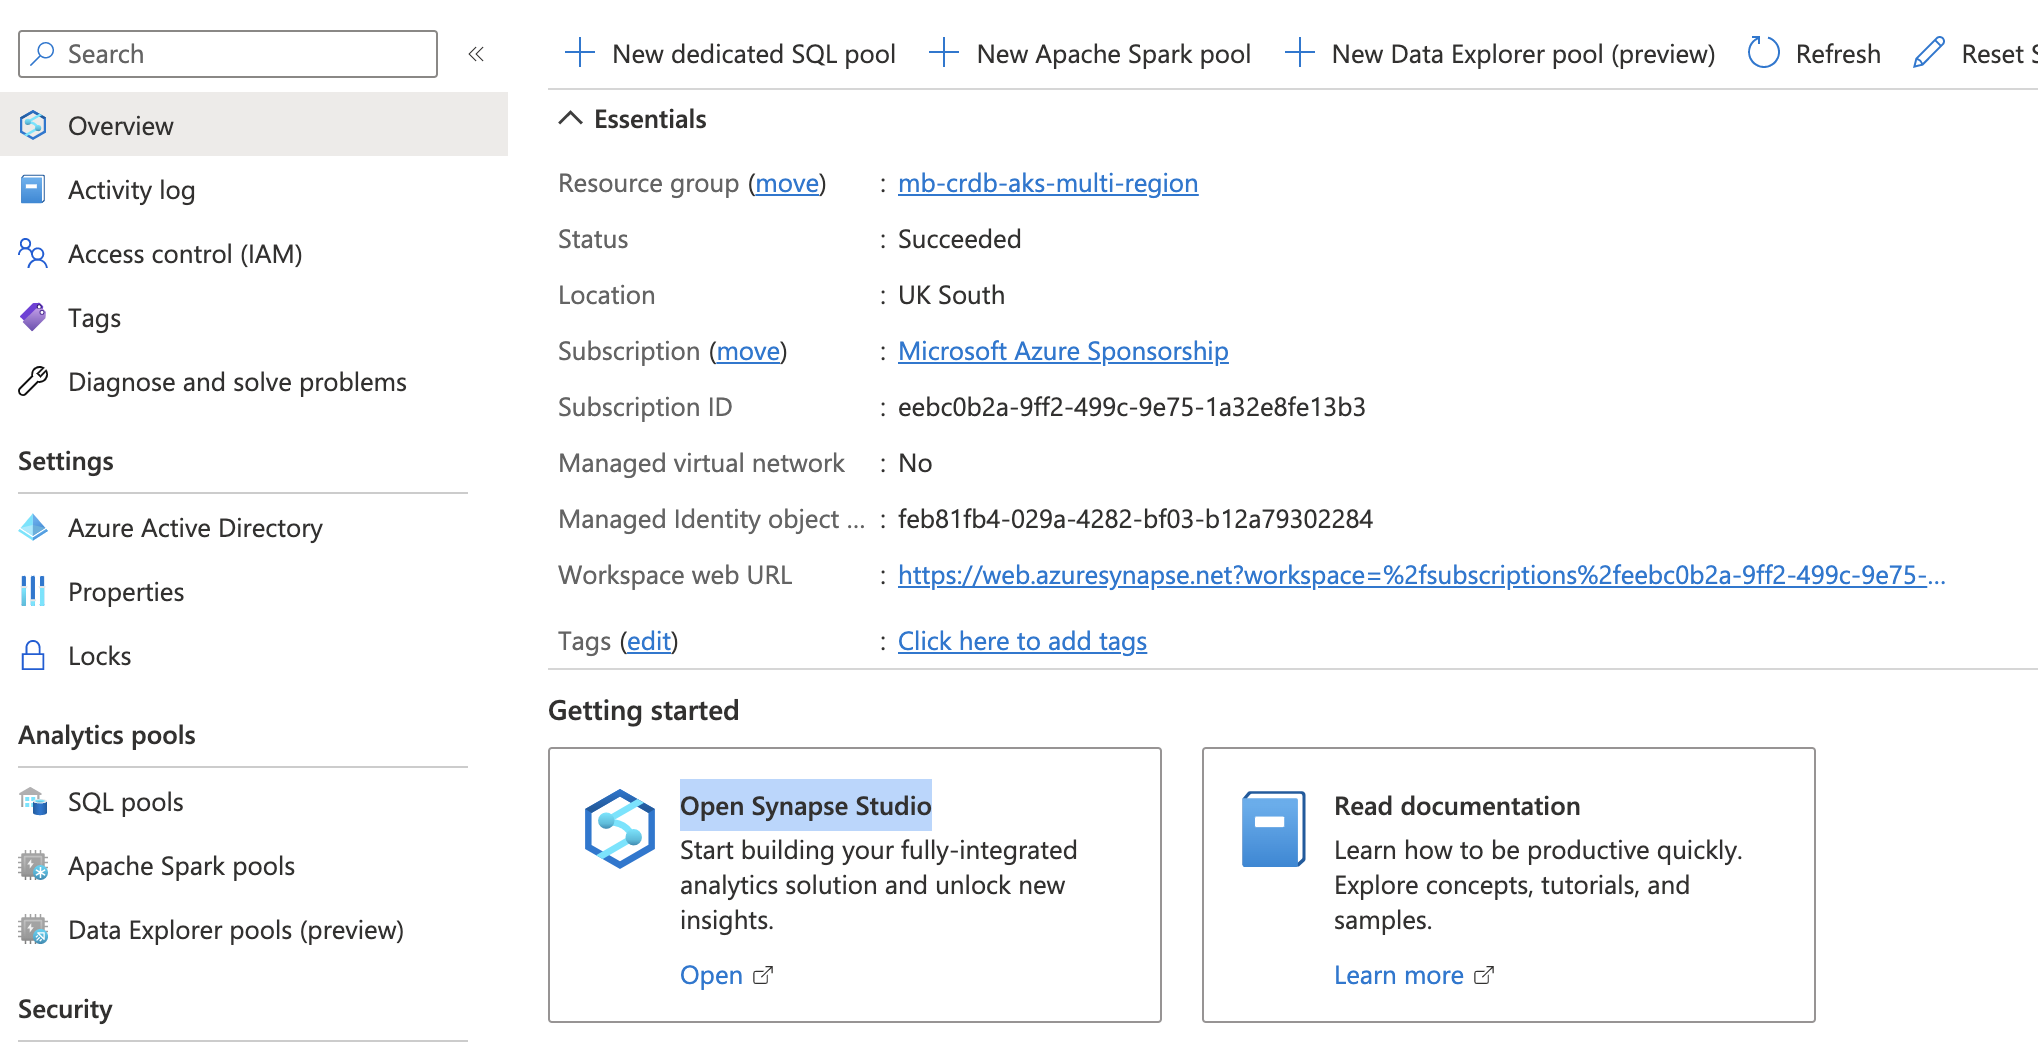 Search «
Overview
Activity log
Access control (IAM)
Tags
Diagnose and solve problems
Settings
Azure Active Directory
Properties
Locks
Analytics pools
SQL pools
Apache Spark pools
Data Explorer pools (preview)
Security
New dedicated SQL pool New Apache Spark pool New Data Explorer pool (preview) Refresh Reset S
Essentials
Resource group (move) : mb-crdb-aks-multi-region
Status : Succeeded
Location : UK South
Subscription (move) : Microsoft Azure Sponsorship
Subscription ID : eebc0b2a-9ff2-499c-9e75-1a32e8fe13b3
Managed virtual network : No
Managed Identity object ... : feb81fb4-029a-4282-bf03-b12a79302284
Workspace web URL : https://web.azuresynapse.net?workspace=%2fsubscriptions%2feebc0b2a-9ff2-499c-9e75-...
Tags (edit) : Click here to add tags
Getting started
Open Synapse Studio
Start building your fully-integrated
analytics solution and unlock new
insights.
Open
Read documentation
Learn how to be productive quickly.
Explore concepts, tutorials, and
samples.
Learn more